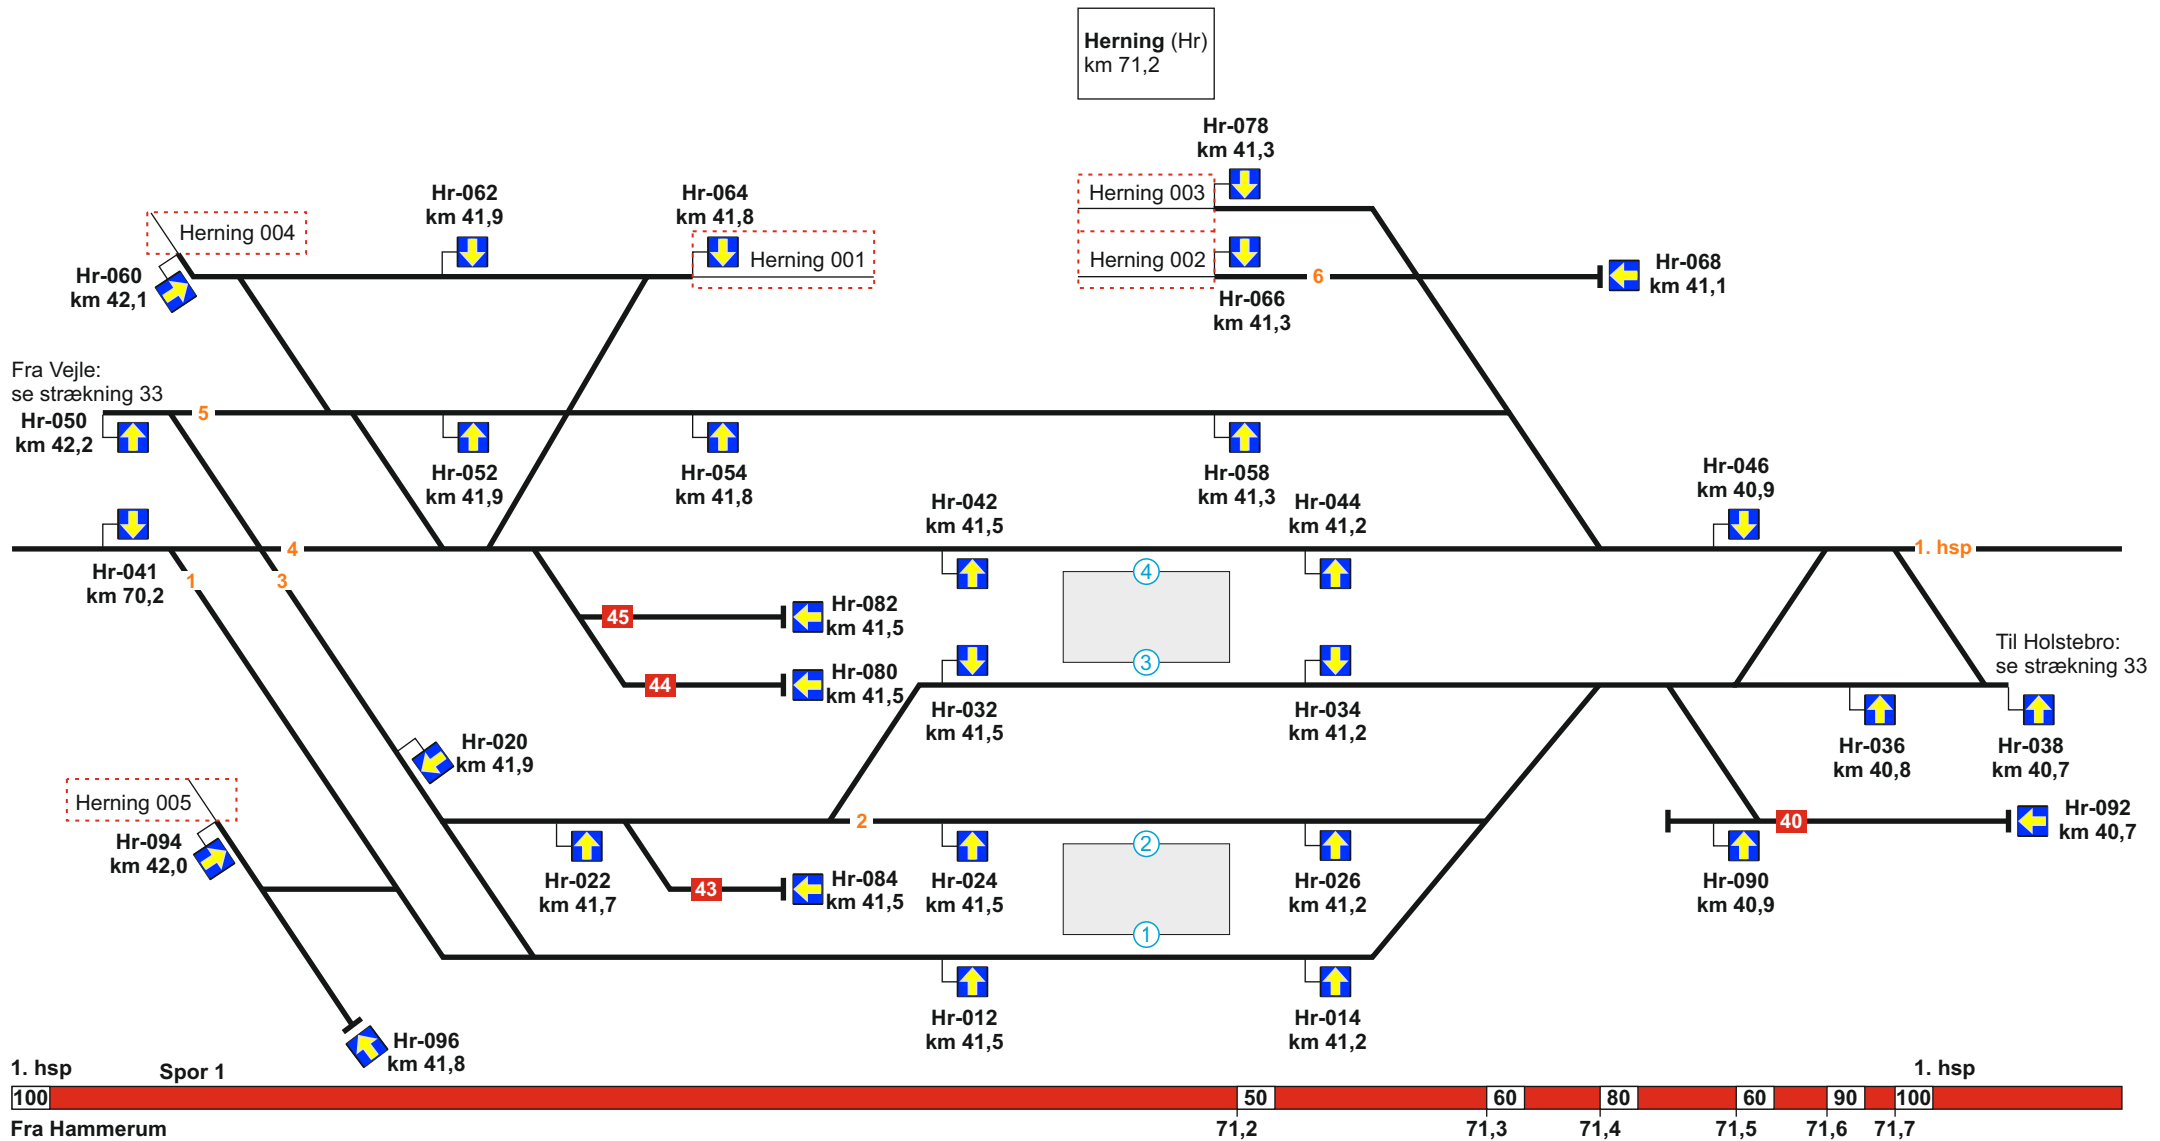 Herning (Hr)
km 71,2
Hr-078
km 41,3
Herning 003
Hr-062
km 41,9
Hr-064
km 41,8
Herning 004
Herning 001
Herning 002
Hr-060
km 42,1
6
Hr-068
km 41,1
Hr-066
km 41,3
Fra Vejle:
se strækning 33
Hr-050
km 42,2
5
Hr-052
km 41,9
Hr-054
km 41,8
Hr-058
km 41,3
Hr-046
km 40,9
Hr-042
km 41,5
Hr-044
km 41,2
4
1. hsp
Hr-041
km 70,2
1
3
4
45
Hr-082
km 41,5
3
Til Holstebro:
se strækning 33
44
Hr-080
km 41,5
Hr-032
km 41,5
Hr-034
km 41,2
Hr-020
km 41,9
Hr-036
km 40,8
Hr-038
km 40,7
Herning 005
2
40
Hr-092
km 40,7
Hr-094
km 42,0
2
Hr-022
km 41,7
43
Hr-084
km 41,5
Hr-024
km 41,5
Hr-026
km 41,2
Hr-090
km 40,9
1
Hr-012
km 41,5
Hr-014
km 41,2
Hr-096
km 41,8
1. hsp
Spor 1
1. hsp
100
50
60
80
60
90
100
Fra Hammerum
71,2
71,3
71,4
71,5
71,6
71,7